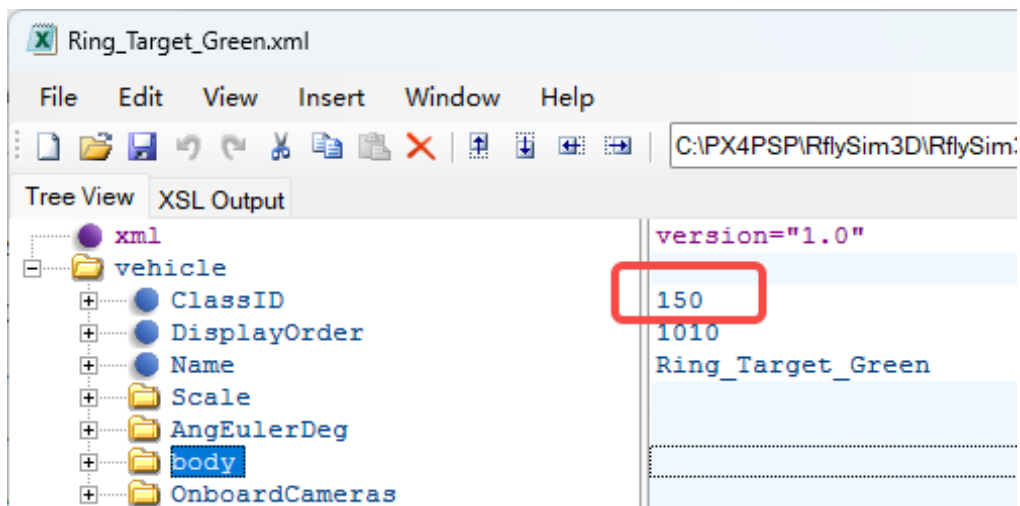 Ring_Target_Green.xml
File Edit View Insert Window Help
C:\PX4PSP\RflySim3D\RflySim3
Tree View XSL Output
xml version="1.0"
vehicle
ClassID 150
DisplayOrder 1010
Name Ring_Target_Green
Scale
AngEulerDeg
body
OnboardCameras